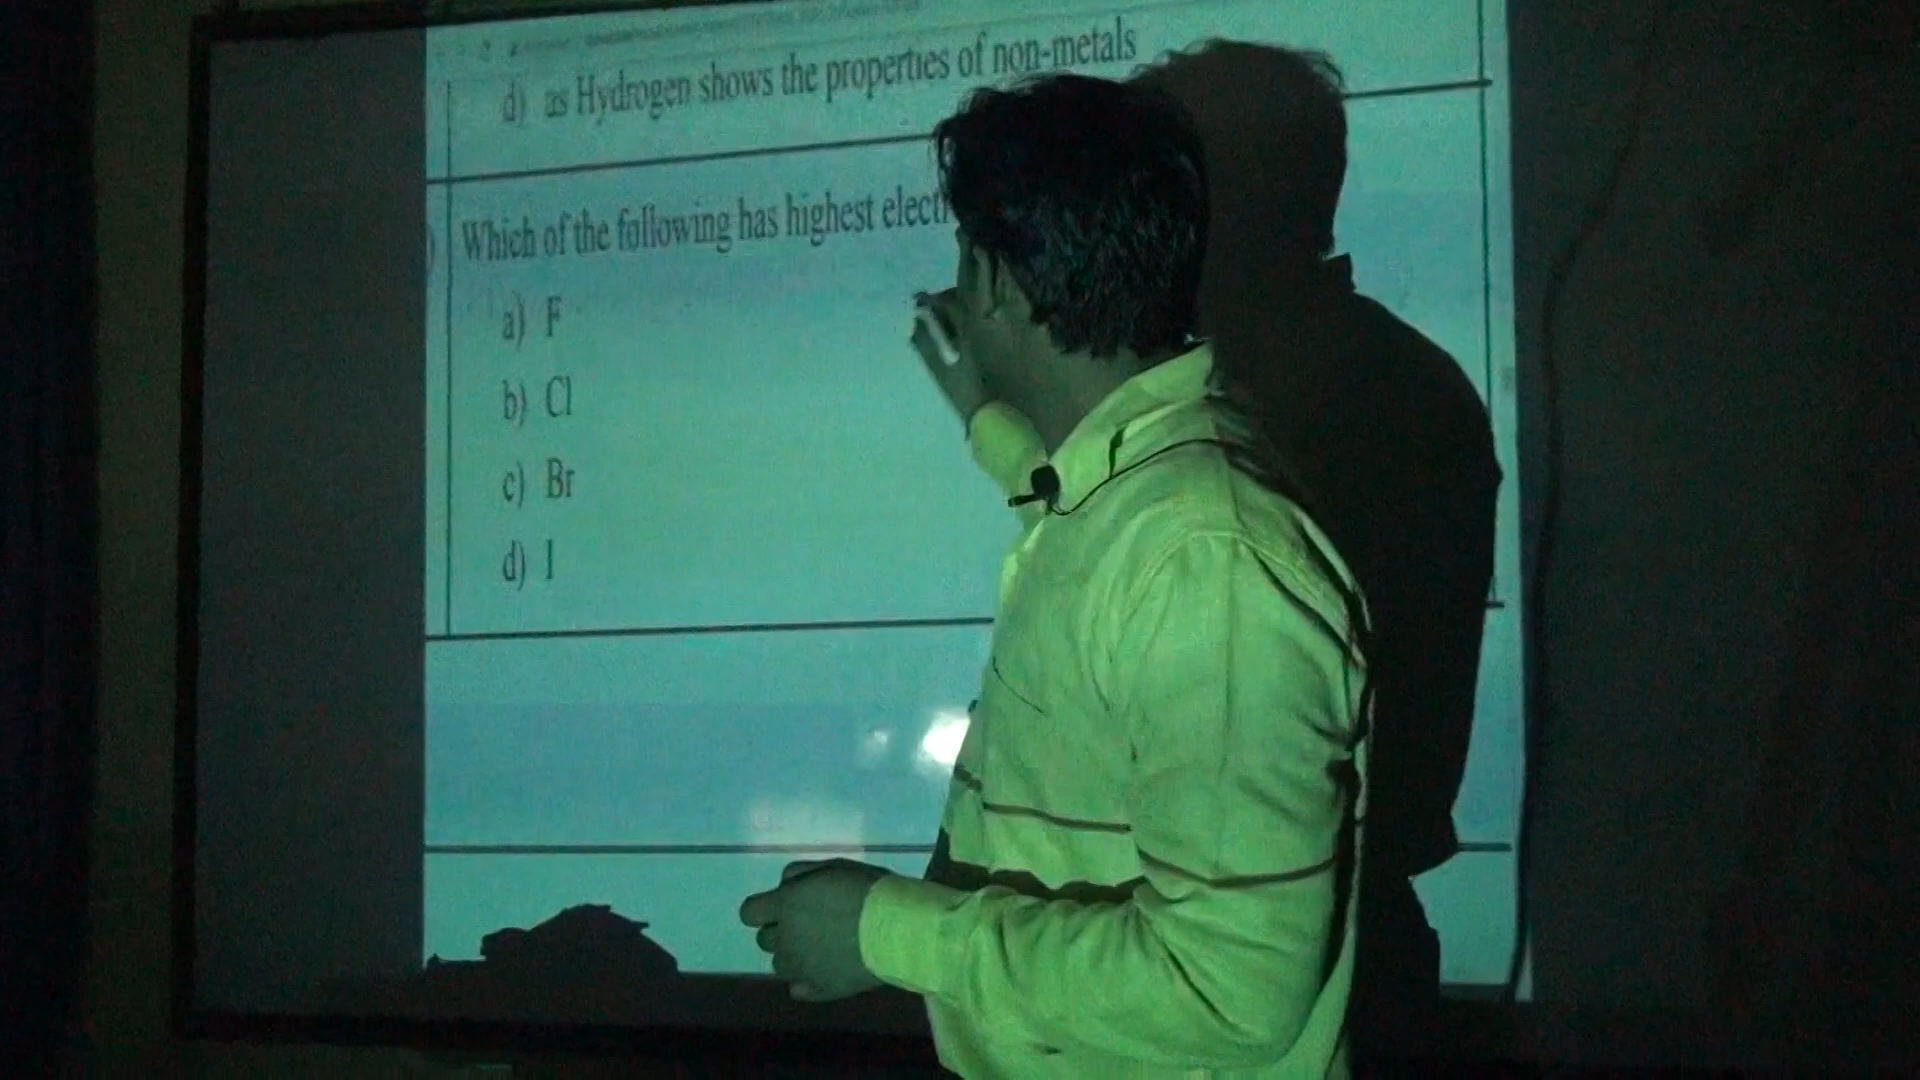 d) as Hydrogen shows the properties of non-metals
Which of the following has highest
a) F
b) Cl
c) Br
d) I